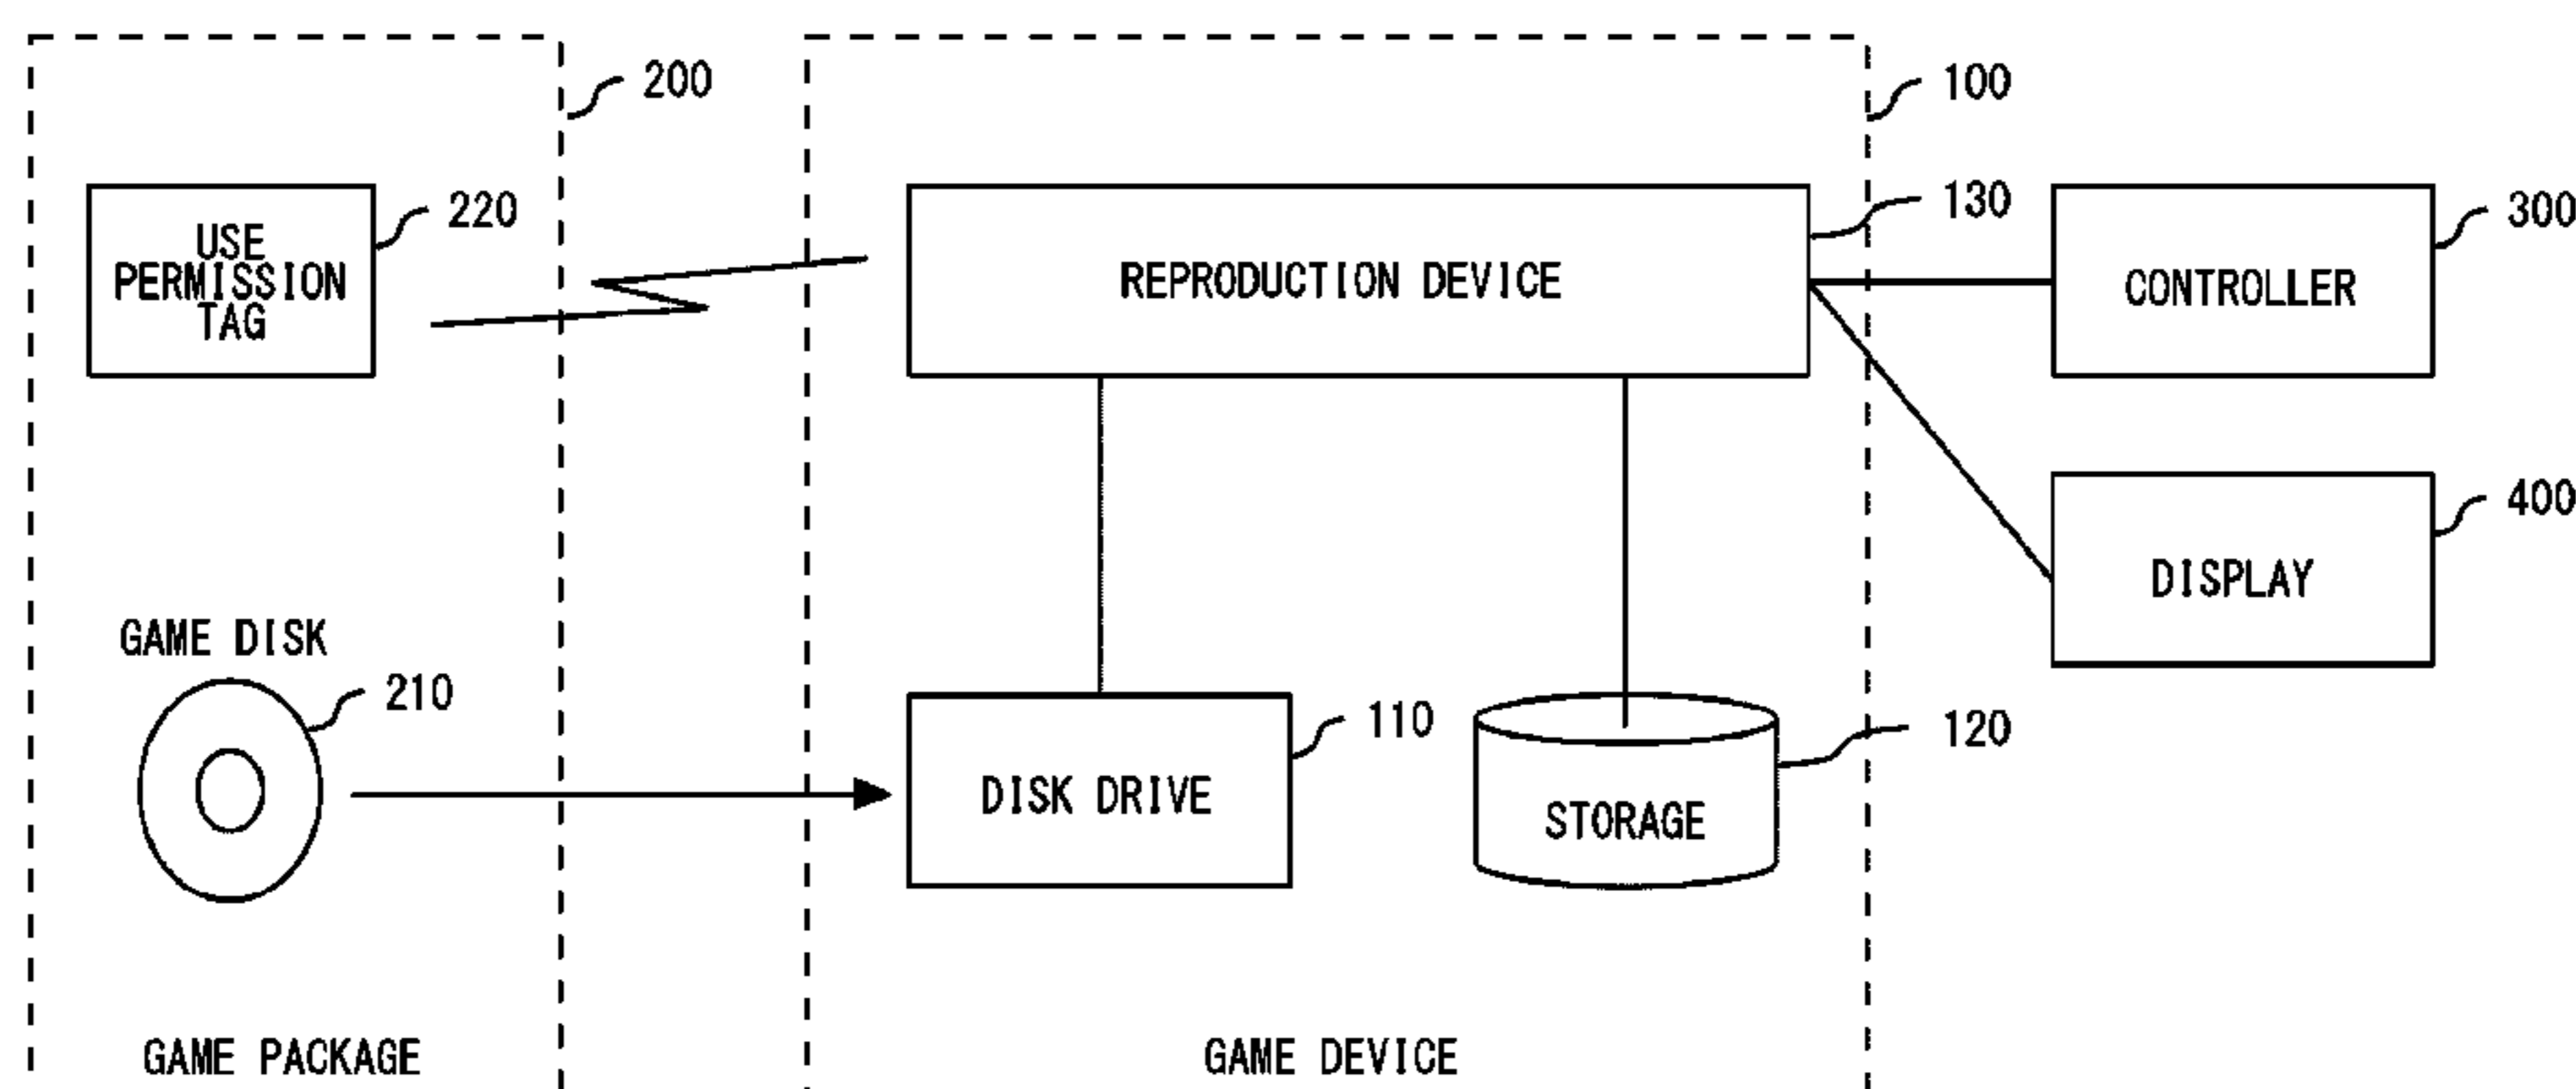 200
100
USE
PERMISSION
TAG
220
REPRODUCTION DEVICE
130
CONTROLLER
300
DISPLAY
400
GAME DISK
210
DISK DRIVE
110
STORAGE
120
GAME PACKAGE
GAME DEVICE